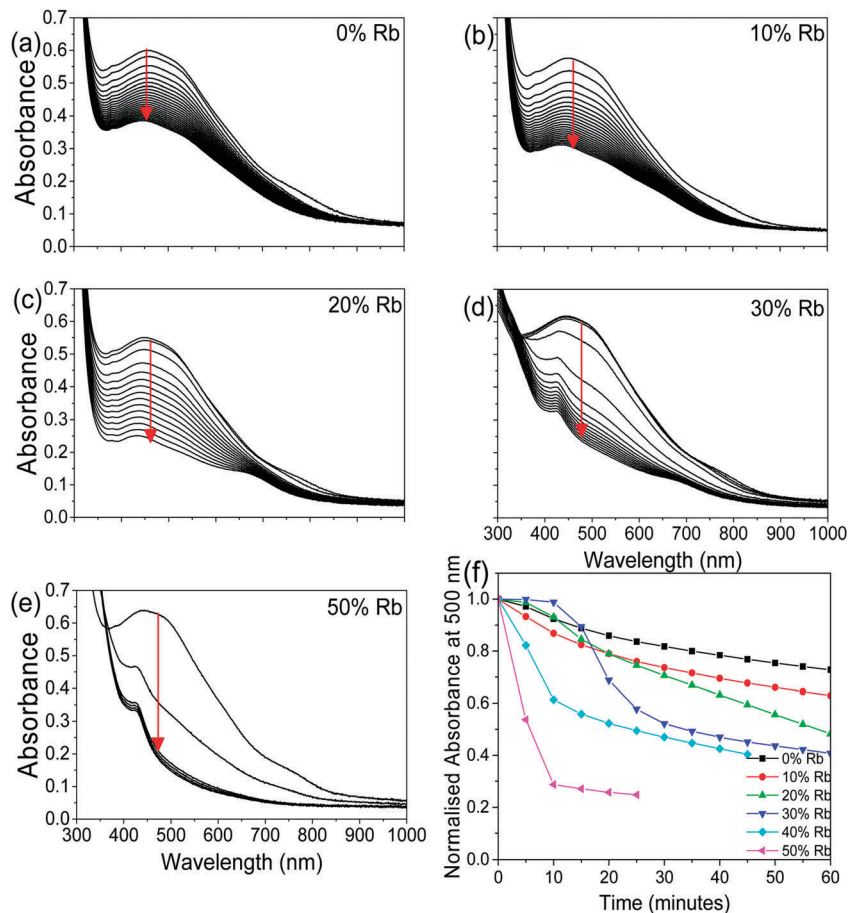 (a)
0% Rb
0.7
0.6
0.5
0.4
0.3
0.2
0.1
0.0
Absorbance
(b)
10% Rb
(c)
20% Rb
0.7
0.6
0.5
0.4
0.3
0.2
0.1
0.0
Absorbance
(d)
30% Rb
300 400 500 600 700 800 900 1000
Wavelength (nm)
(e)
50% Rb
0.7
0.6
0.5
0.4
0.3
0.2
0.1
0.0
Absorbance
300 400 500 600 700 800 900 1000
Wavelength (nm)
(f)
1.0
0.8
0.6
0.4
0.2
0.0
Normalised Absorbance at 500 nm
0% Rb
10% Rb
20% Rb
30% Rb
40% Rb
50% Rb
0 10 20 30 40 50 60
Time (minutes)